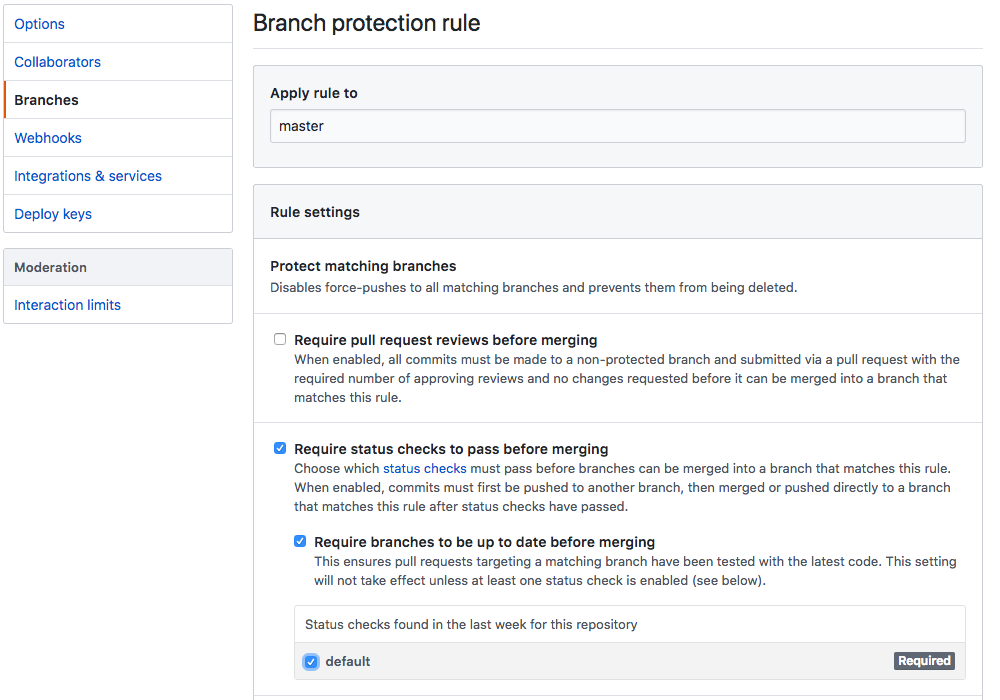 Options
Collaborators
Branches
Webhooks
Integrations & services
Deploy keys
Moderation
Interaction limits
Branch protection rule
Apply rule to
master
Rule settings
Protect matching branches
Disables force-pushes to all matching branches and prevents them from being deleted.
Require pull request reviews before merging
When enabled, all commits must be made to a non-protected branch and submitted via a pull request with the
required number of approving reviews and no changes requested before it can be merged into a branch that
matches this rule.
Require status checks to pass before merging
Choose which status checks must pass before branches can be merged into a branch that matches this rule.
When enabled, commits must first be pushed to another branch, then merged or pushed directly to a branch
that matches this rule after status checks have passed.
Require branches to be up to date before merging
This ensures pull requests targeting a matching branch have been tested with the latest code. This setting
will not take effect unless at least one status check is enabled (see below).
Status checks found in the last week for this repository
default
Required